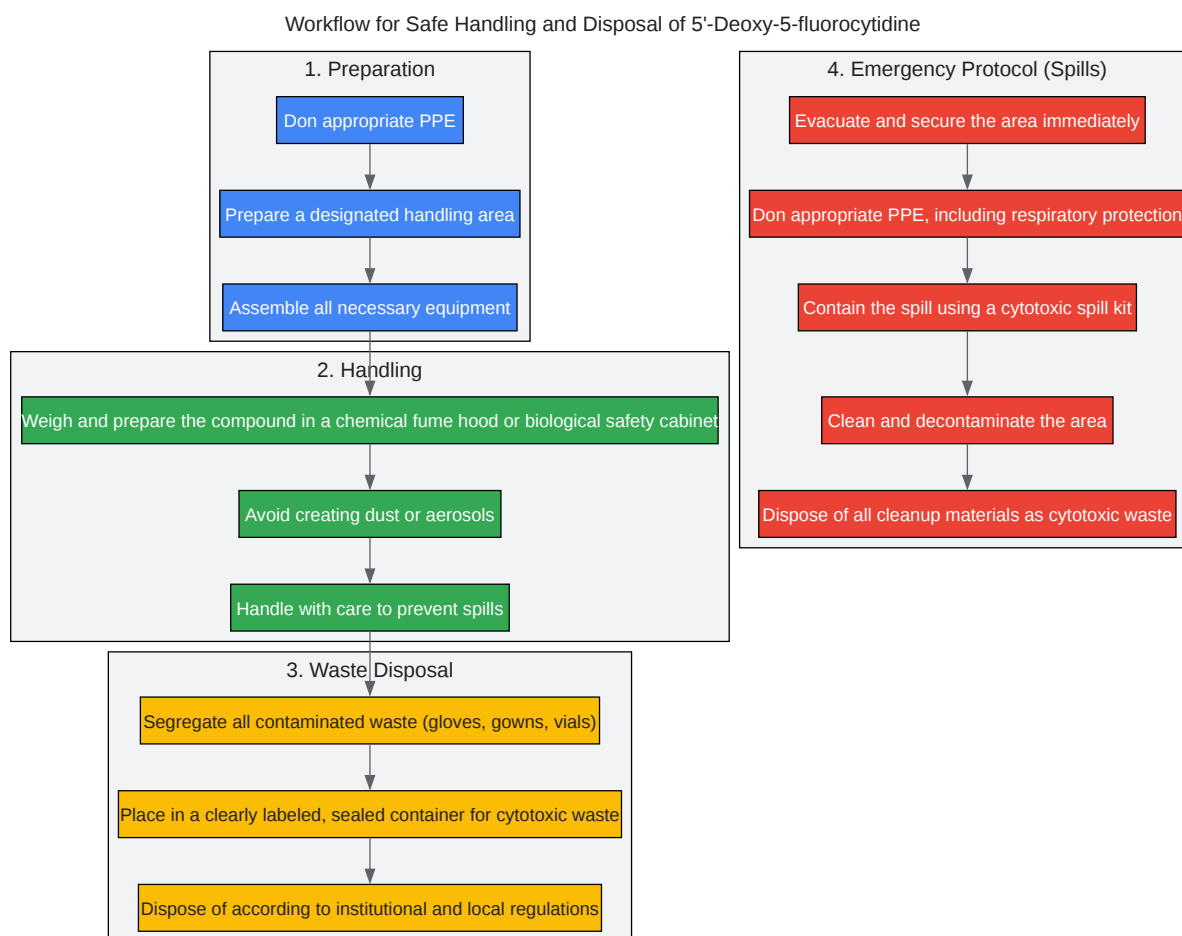 Workflow for Safe Handling and Disposal of 5'-Deoxy-5-fluorocytidine
1. Preparation
Don appropriate PPE
Prepare a designated handling area
Assemble all necessary equipment
2. Handling
Weigh and prepare the compound in a chemical fume hood or biological safety cabinet
Avoid creating dust or aerosols
Handle with care to prevent spills
3. Waste Disposal
Segregate all contaminated waste (gloves, gowns, vials)
Place in a clearly labeled, sealed container for cytotoxic waste
Dispose of according to institutional and local regulations
4. Emergency Protocol (Spills)
Evacuate and secure the area immediately
Don appropriate PPE, including respiratory protection
Contain the spill using a cytotoxic spill kit
Clean and decontaminate the area
Dispose of all cleanup materials as cytotoxic waste